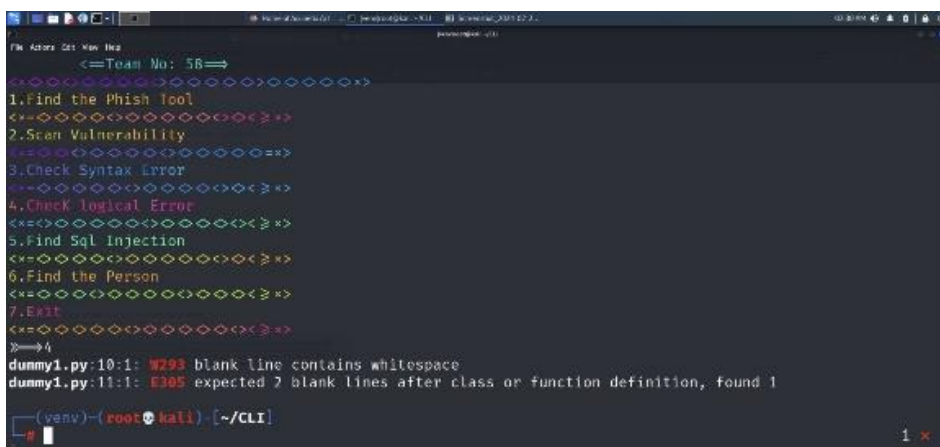 File Actions Edit View Help
<==Team No: 5B==>
1.Find the Phish Tool
2.Scan Vulnerability
3.Check Syntax Error
4.ChecK logical Error
5.Find Sql Injection
6.Find the Person
7.Exit
4
dummy1.py:10:1: W293 blank line contains whitespace
dummy1.py:11:1: E305 expected 2 blank lines after class or function definition, found 1
(venv)-(root💀kali)-[~/CLI]
#
1 ×